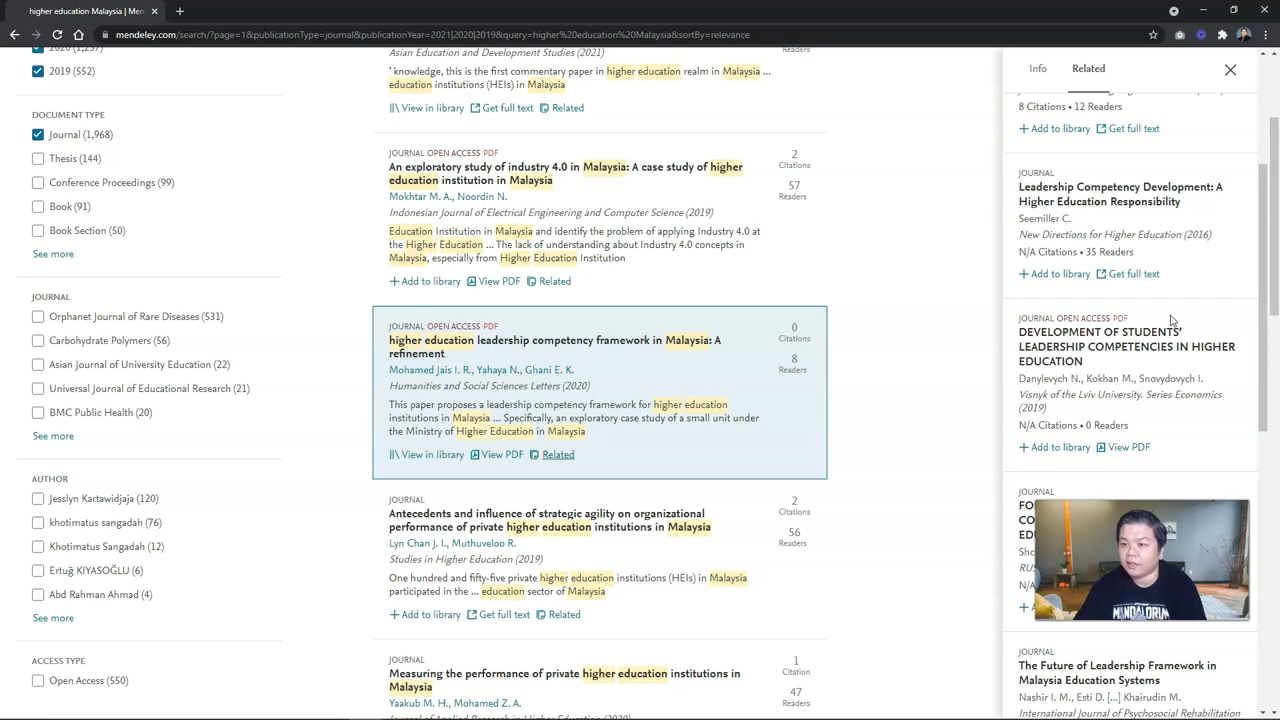 higher education Malaysia | Men
mendeley.com/search/?page=1&publicationType=journal&publicationYear=2021|2020|2019&query=higher%20education%20Malaysia&sortBy=relevance
2020 (1,257)
2019 (552)
DOCUMENT TYPE
Journal (1,968)
Thesis (144)
Conference Proceedings (99)
Book (91)
Book Section (50)
See more
JOURNAL
Orphanet Journal of Rare Diseases (531)
Carbohydrate Polymers (56)
Asian Journal of University Education (22)
Universal Journal of Educational Research (21)
BMC Public Health (20)
See more
AUTHOR
Jesslyn Kartawidjaja (120)
khotimatus sangadah (76)
Khotimatus Sangadah (12)
Ertuğ KIYASOĞLU (6)
Abd Rahman Ahmad (4)
See more
ACCESS TYPE
Open Access (550)
Asian Education and Development Studies (2021)
Readers
' knowledge, this is the first commentary paper in higher education realm in Malaysia ...
education institutions (HEIs) in Malaysia
View in library Get full text Related
JOURNAL OPEN ACCESS PDF
An exploratory study of industry 4.0 in Malaysia: A case study of higher
education institution in Malaysia
Mokhtar M. A., Noordin N.
Indonesian Journal of Electrical Engineering and Computer Science (2019)
Education Institution in Malaysia and identify the problem of applying Industry 4.0 at
the Higher Education ... The lack of understanding about Industry 4.0 concepts in
Malaysia, especially from Higher Education Institution
Add to library View PDF Related
2
Citations
57
Readers
JOURNAL OPEN ACCESS PDF
higher education leadership competency framework in Malaysia: A
refinement
Mohamed Jais I. R., Yahaya N., Ghani E. K.
Humanities and Social Sciences Letters (2020)
This paper proposes a leadership competency framework for higher education
institutions in Malaysia ... Specifically, an exploratory case study of a small unit under
the Ministry of Higher Education in Malaysia
View in library View PDF Related
0
Citations
8
Readers
JOURNAL
Antecedents and influence of strategic agility on organizational
performance of private higher education institutions in Malaysia
Lyn Chan J. I., Muthuveloo R.
Studies in Higher Education (2019)
One hundred and fifty-five private higher education institutions (HEIs) in Malaysia
participated in the ... education sector of Malaysia
Add to library Get full text Related
2
Citations
56
Readers
JOURNAL
Measuring the performance of private higher education institutions in
Malaysia
Yaakub M. H., Mohamed Z. A.
Journal of Applied Research in Higher Education (2020)
1
Citation
47
Readers
Info Related
8 Citations • 12 Readers
Add to library Get full text
JOURNAL
Leadership Competency Development: A
Higher Education Responsibility
Seemiller C.
New Directions for Higher Education (2016)
N/A Citations • 35 Readers
Add to library Get full text
JOURNAL OPEN ACCESS PDF
DEVELOPMENT OF STUDENTS'
LEADERSHIP COMPETENCIES IN HIGHER
EDUCATION
Danylevych N., Kokhan M., Snovydovych I.
Visnyk of the Lviv University. Series Economics
(2019)
N/A Citations • 0 Readers
Add to library View PDF
JOURNAL
MANDALORIAN
JOURNAL
The Future of Leadership Framework in
Malaysia Education Systems
Nashir I. M., Esti D. [...] Khairudin M.
International Journal of Psychosocial Rehabilitation